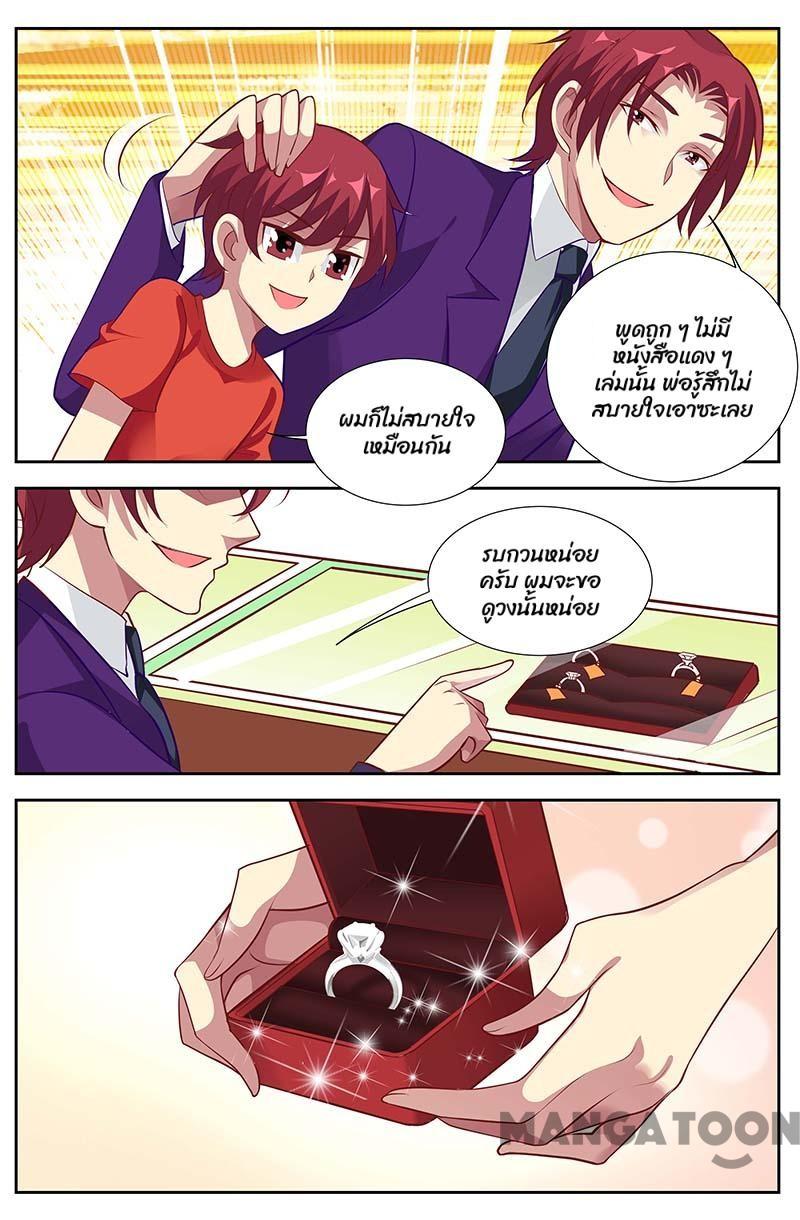 พูดถูก ๆ ไม่มี
หนังสือแดง ๆ
เล่มนั้น พ่อรู้สึกไม่
สบายใจเอาซะเลย
ผมก็ไม่สบายใจ
เหมือนกัน
รบกวนหน่อย
ครับ ผมจะขอ
ดูวงนั้นหน่อย
MANGATOON